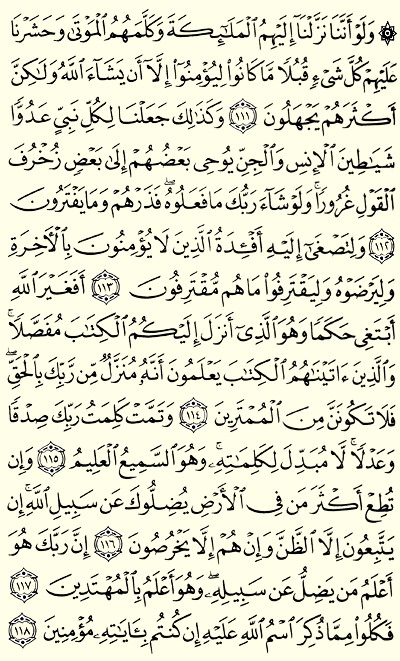 ۞ وَلَوْ أَنَّنَا نَزَّلْنَآ إِلَيْهِمُ ٱلْمَلَـٰٓئِكَةَ وَكَلَّمَهُمُ ٱلْمَوْتَىٰ وَحَشَرْنَا
عَلَيْهِمْ كُلَّ شَىْءٍ قُبُلًا مَّا كَانُوا۟ لِيُؤْمِنُوٓا۟ إِلَّآ أَن يَشَآءَ ٱللَّهُ وَلَـٰكِنَّ
أَكْثَرَهُمْ يَجْهَلُونَ ١١١ وَكَذَٰلِكَ جَعَلْنَا لِكُلِّ نَبِىٍّ عَدُوًّا
شَيَـٰطِينَ ٱلْإِنسِ وَٱلْجِنِّ يُوحِى بَعْضُهُمْ إِلَىٰ بَعْضٍ زُخْرُفَ
ٱلْقَوْلِ غُرُورًا ۚ وَلَوْ شَآءَ رَبُّكَ مَا فَعَلُوهُ ۖ فَذَرْهُمْ وَمَا يَفْتَرُونَ
١١٢ وَلِتَصْغَىٰٓ إِلَيْهِ أَفْـِٔدَةُ ٱلَّذِينَ لَا يُؤْمِنُونَ بِٱلْـَٔاخِرَةِ
وَلِيَرْضَوْهُ وَلِيَقْتَرِفُوا۟ مَا هُم مُّقْتَرِفُونَ ١١٣ أَفَغَيْرَ ٱللَّهِ
أَبْتَغِى حَكَمًا وَهُوَ ٱلَّذِىٓ أَنزَلَ إِلَيْكُمُ ٱلْكِتَـٰبَ مُفَصَّلًا ۚ
وَٱلَّذِينَ ءَاتَيْنَـٰهُمُ ٱلْكِتَـٰبَ يَعْلَمُونَ أَنَّهُۥ مُنَزَّلٌ مِّن رَّبِّكَ بِٱلْحَقِّ ۖ
فَلَا تَكُونَنَّ مِنَ ٱلْمُمْتَرِينَ ١١٤ وَتَمَّتْ كَلِمَتُ رَبِّكَ صِدْقًا
وَعَدْلًا ۚ لَّا مُبَدِّلَ لِكَلِمَـٰتِهِۦ ۚ وَهُوَ ٱلسَّمِيعُ ٱلْعَلِيمُ ١١٥ وَإِن
تُطِعْ أَكْثَرَ مَن فِى ٱلْأَرْضِ يُضِلُّوكَ عَن سَبِيلِ ٱللَّهِ ۚ إِن
يَتَّبِعُونَ إِلَّا ٱلظَّنَّ وَإِنْ هُمْ إِلَّا يَخْرُصُونَ ١١٦ إِنَّ رَبَّكَ هُوَ
أَعْلَمُ مَن يَضِلُّ عَن سَبِيلِهِۦ ۖ وَهُوَ أَعْلَمُ بِٱلْمُهْتَدِينَ ١١٧
فَكُلُوا۟ مِمَّا ذُكِرَ ٱسْمُ ٱللَّهِ عَلَيْهِ إِن كُنتُم بِـَٔايَـٰتِهِۦ مُؤْمِنِينَ ١١٨